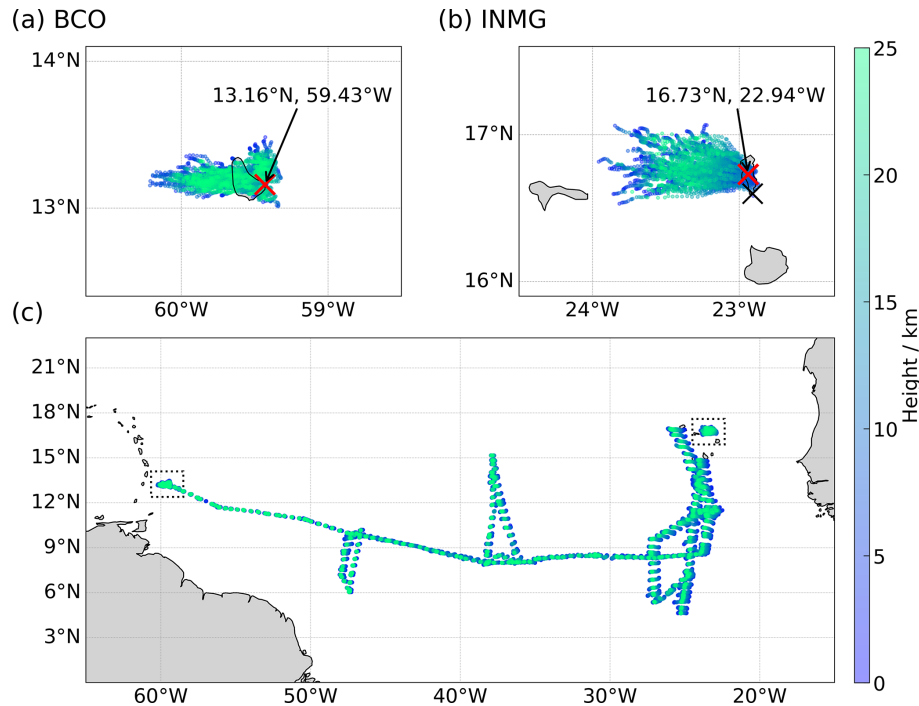 (a) BCO
(b) INMG
14°N
13°N
60°W
59°W
13.16°N, 59.43°W
17°N
16°N
24°W
23°W
16.73°N, 22.94°W
(c)
21°N
18°N
15°N
12°N
9°N
6°N
3°N
60°W
50°W
40°W
30°W
20°W
25
20
15
10
5
0
Height / km